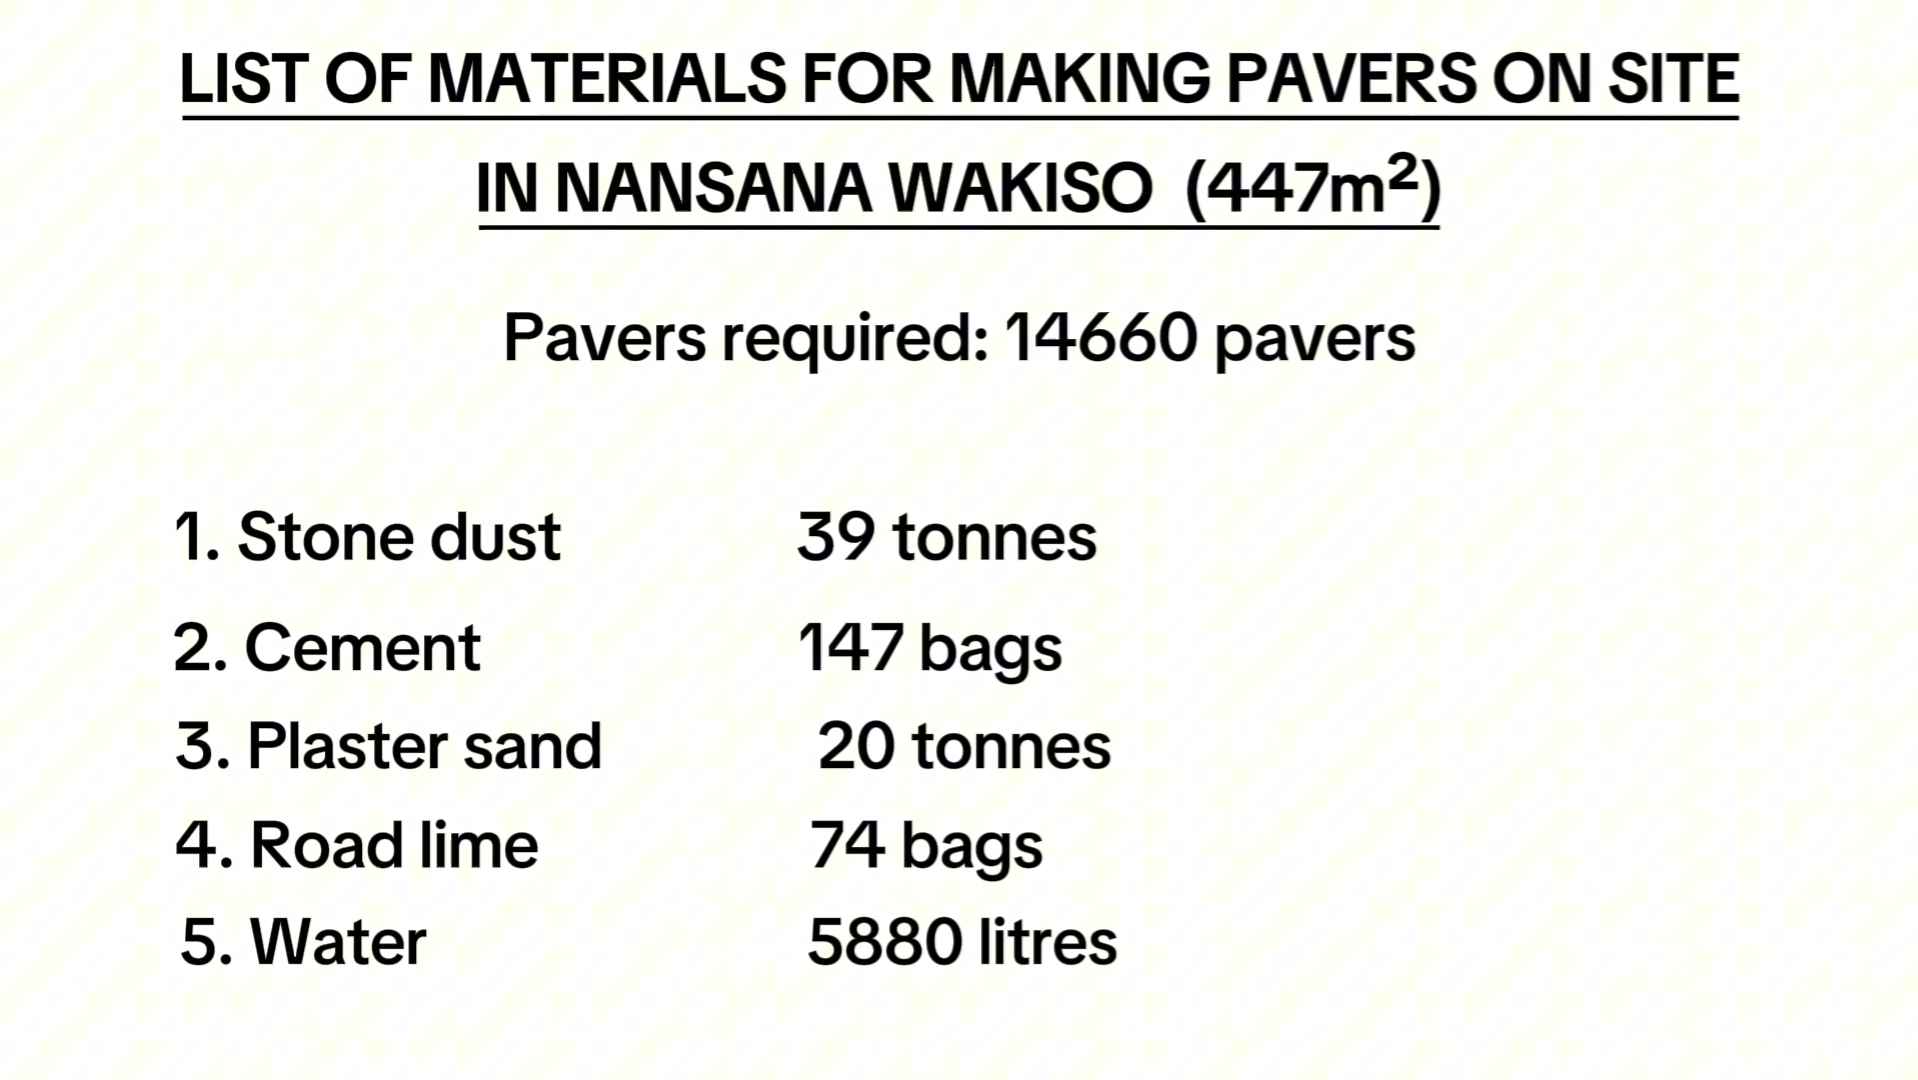 LIST OF MATERIALS FOR MAKING PAVERS ON SITE
IN NANSANA WAKISO (447m²)
Pavers required: 14660 pavers
1. Stone dust 39 tonnes
2. Cement 147 bags
3. Plaster sand 20 tonnes
4. Road lime 74 bags
5. Water 5880 litres